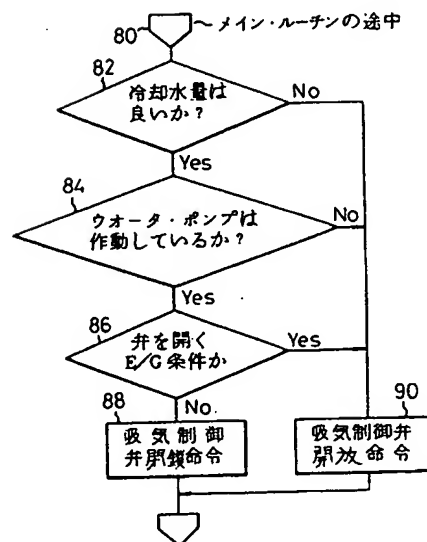 80
メイン・ルーチンの途中
82
冷却水量は
良いか?
No
Yes
84
ウオータ・ポンプは
作動しているか?
No
Yes
86
弁を開く
E/G条件か
Yes
No
88
吸気制御
弁閉鎖命令
90
吸気制御弁
開放命令